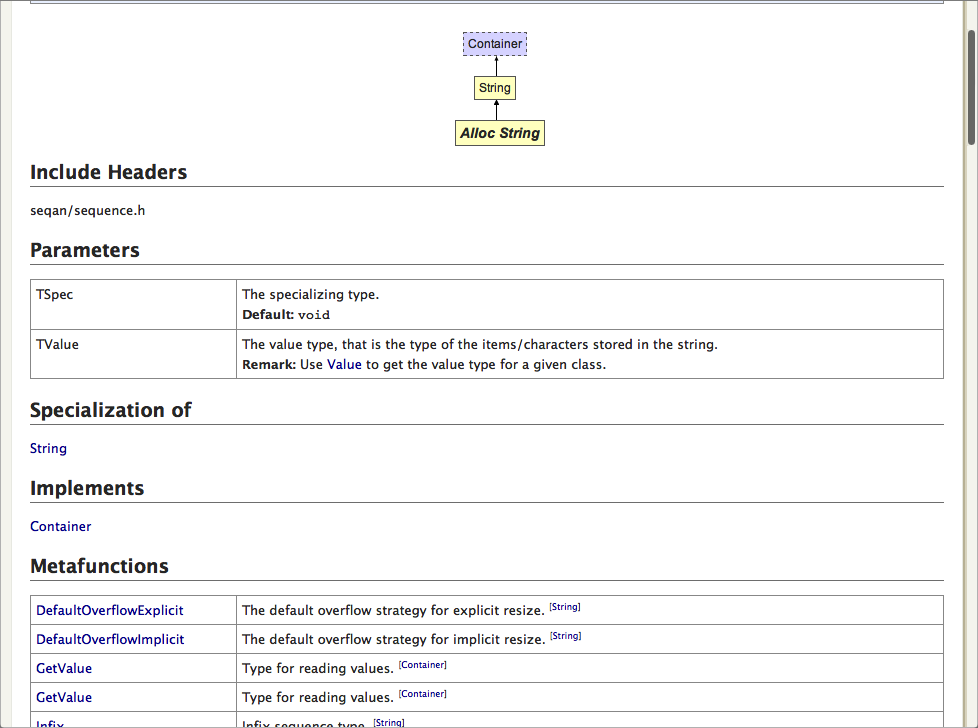 Container
String
Alloc String
Include Headers
seqan/sequence.h
Parameters
TSpec
The specializing type.
Default: void
TValue
The value type, that is the type of the items/characters stored in the string.
Remark: Use Value to get the value type for a given class.
Specialization of
String
Implements
Container
Metafunctions
DefaultOverflowExplicit The default overflow strategy for explicit resize. [String]
DefaultOverflowImplicit The default overflow strategy for implicit resize. [String]
GetValue Type for reading values. [Container]
GetValue Type for reading values. [Container]
Infix Infix sequence type. [String]